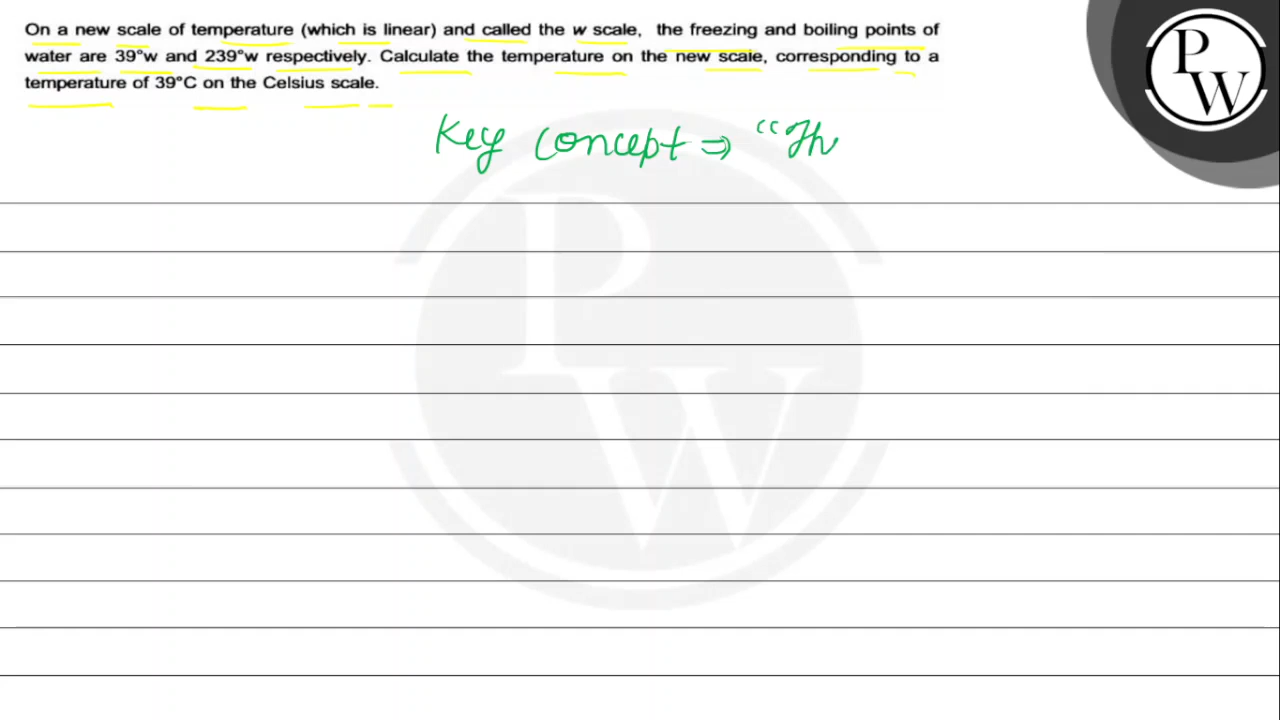 On a new scale of temperature (which is linear) and called the w scale, the freezing and boiling points of
water are 39°w and 239°w respectively. Calculate the temperature on the new scale, corresponding to a
temperature of 39°C on the Celsius scale.
Key Concept ⇒ “Th
P
W
P
W